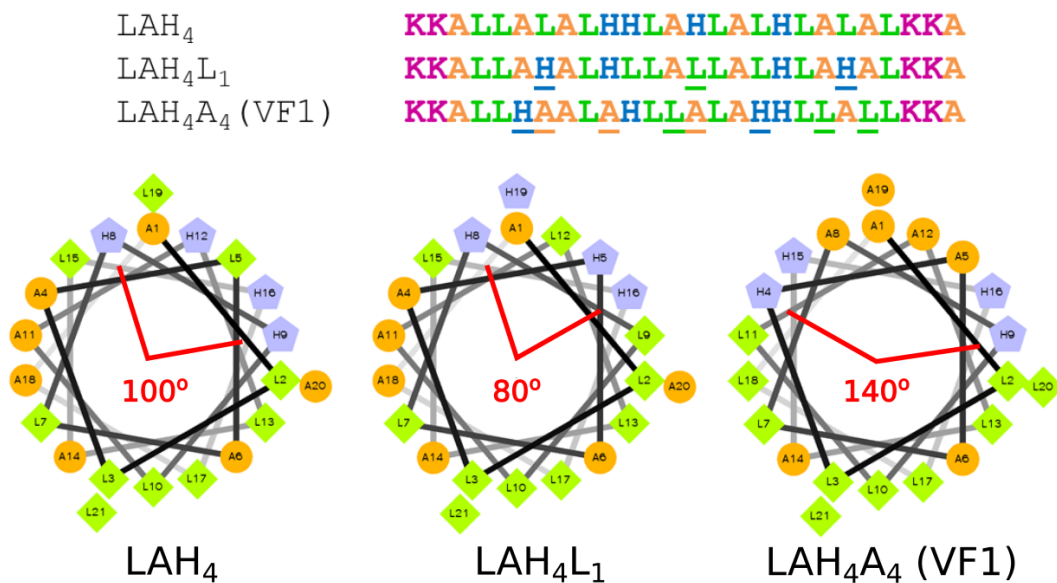 LAH₄ KKALLALALHHLAHLALHLALALKKA
LAH₄L₁ KKALLAHALHLLALLALHLAHALKKA
LAH₄A₄(VF1) KKALLHAALAHLLALAHHLLALLKKA
L19
H8 A1 H12
L15 L5
A4 H16
A11 H9
A18 L2 A20
100º
L7 L13
A14 A6
L3 L10 L17
L21
LAH₄
H19
H8 A1 L12
L15 H5
A4 H16
A11 L9
A18 L2 A20
80º
L7 L13
A14 A6
L3 L10 L17
L21
LAH₄L₁
A19
A8 A1 A12
H15 A5
H4 H16
L11 H9
L18 L2 L20
140º
L7 L13
A14 A6
L3 L10 L17
L21
LAH₄A₄ (VF1)